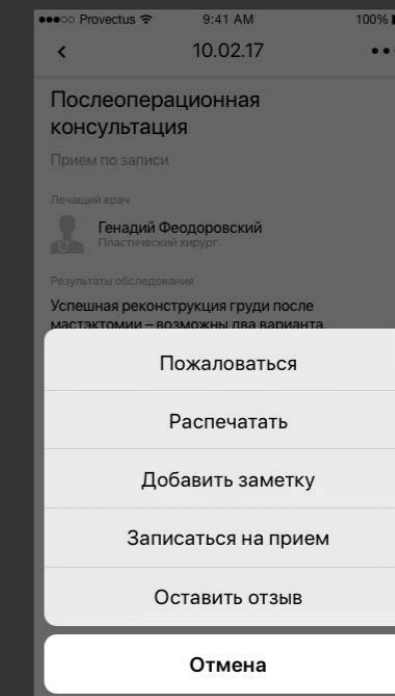 Provectus 9:41 AM 100%
10.02.17
Послеоперационная
консультация
Прием по записи
Лечащий врач
Генадий Феодоровский
Пластический хирург
Результаты обследования
Успешная реконструкция груди после
мастэктомии – возможны два варианта.
Пожаловаться
Распечатать
Добавить заметку
Записаться на прием
Оставить отзыв
Отмена